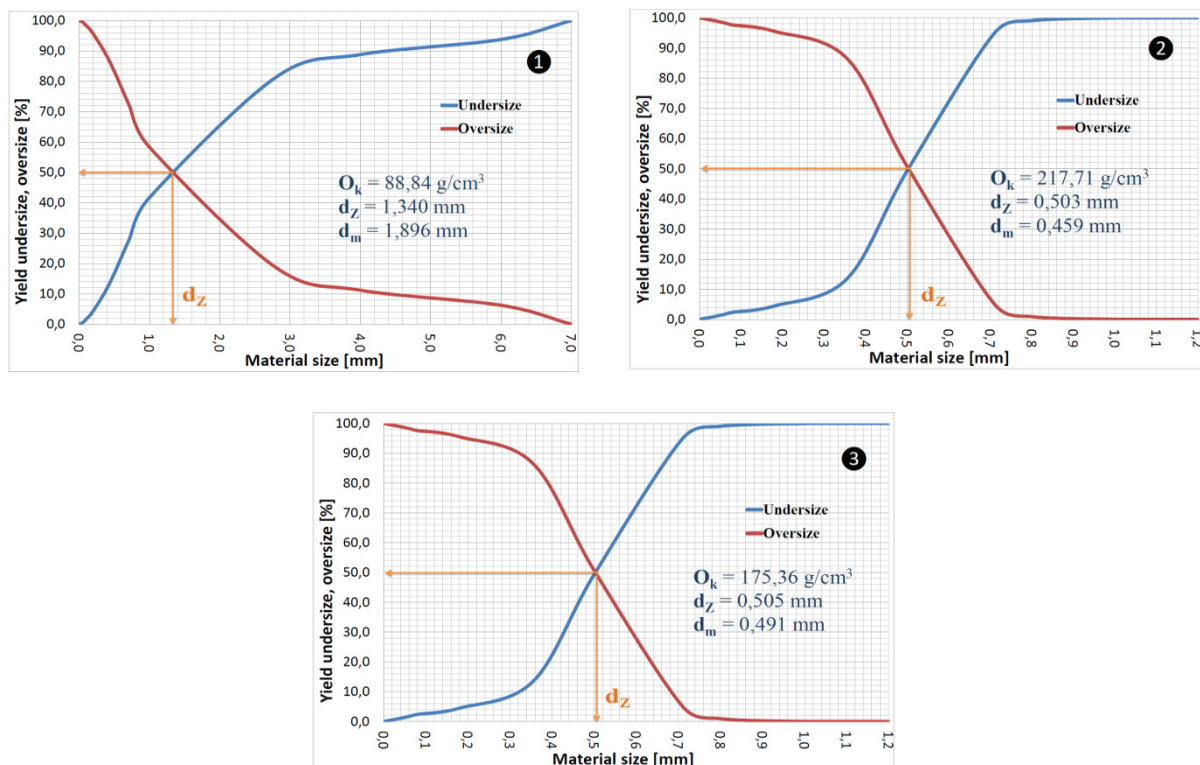 100,0
90,0
80,0
70,0
60,0
50,0
40,0
30,0
20,0
10,0
0,0
Yield undersize, oversize [%]
1
Undersize
Oversize
Ok = 88,84 g/cm³
dZ = 1,340 mm
dm = 1,896 mm
dZ
0,0 1,0 2,0 3,0 4,0 5,0 6,0 7,0
Material size [mm]
100,0
90,0
80,0
70,0
60,0
50,0
40,0
30,0
20,0
10,0
0,0
Yield undersize, oversize [%]
2
Undersize
Oversize
Ok = 217,71 g/cm³
dZ = 0,503 mm
dm = 0,459 mm
dZ
0,0 0,1 0,2 0,3 0,4 0,5 0,6 0,7 0,8 0,9 1,0 1,1 1,2
Material size [mm]
100,0
90,0
80,0
70,0
60,0
50,0
40,0
30,0
20,0
10,0
0,0
Yield undersize, oversize [%]
3
Undersize
Oversize
Ok = 175,36 g/cm³
dZ = 0,505 mm
dm = 0,491 mm
dZ
0,0 0,1 0,2 0,3 0,4 0,5 0,6 0,7 0,8 0,9 1,0 1,1 1,2
Material size [mm]